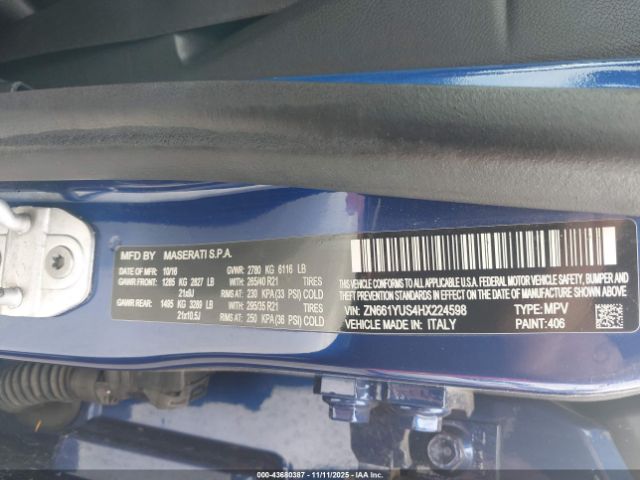 MFD BY MASERATI S.P.A.
DATE: 10/16 GVWR: 2780 KG 6116 LB
GAWR FRONT: 1285 KG 2827 LB WITH: 265/40 R21 TIRES
21x9J RIMS AT: 230 KPA (33 PSI) COLD
GAWR REAR: 1495 KG 3289 LB WITH: 295/35 R21 TIRES
21x10.5J RIMS AT: 250 KPA (36 PSI) COLD
THIS VEHICLE CONFORMS TO ALL APPLICABLE U.S.A.
FEDERAL MOTOR VEHICLE SAFETY, BUMPER AND
THEFT PREVENTION STANDARDS IN EFFECT ON THE
DATE OF MANUFACTURE SHOWN ABOVE
VIN: ZN661YUS4HX224598 TYPE: MPV
VEHICLE MADE IN: ITALY PAINT: 406
IAA
#00 - 43680387 - 11/11/2025 - IAAI.COM